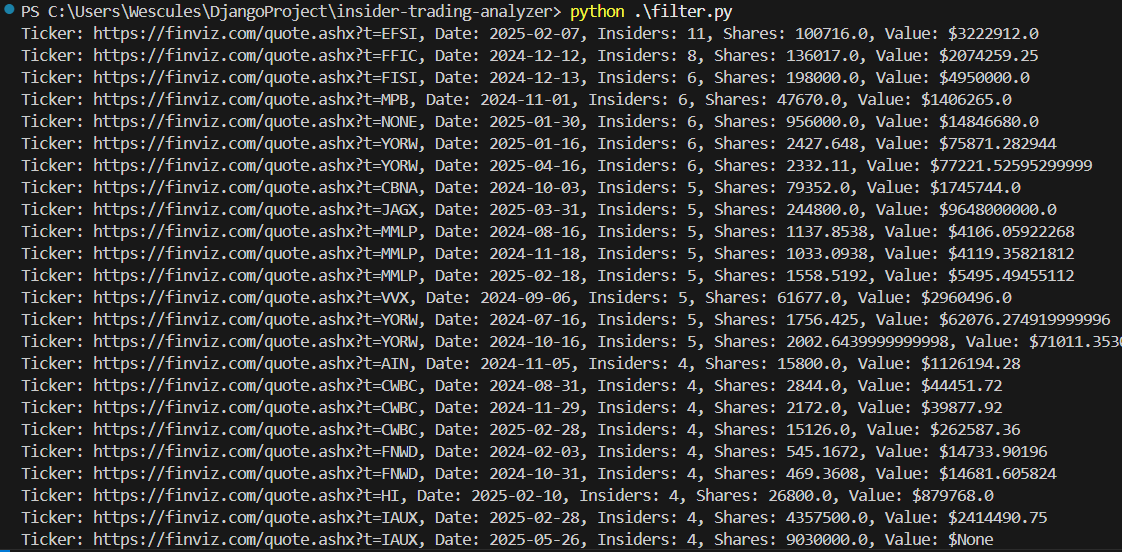 PS C:\Users\Wescules\DjangoProject\insider-trading-analyzer> python .\filter.py
Ticker: https://finviz.com/quote.ashx?t=EFSI, Date: 2025-02-07, Insiders: 11, Shares: 100716.0, Value: $3222912.0
Ticker: https://finviz.com/quote.ashx?t=FFIC, Date: 2024-12-12, Insiders: 8, Shares: 136017.0, Value: $2074259.25
Ticker: https://finviz.com/quote.ashx?t=FISI, Date: 2024-12-13, Insiders: 6, Shares: 198000.0, Value: $4950000.0
Ticker: https://finviz.com/quote.ashx?t=MPB, Date: 2024-11-01, Insiders: 6, Shares: 47670.0, Value: $1406265.0
Ticker: https://finviz.com/quote.ashx?t=NONE, Date: 2025-01-30, Insiders: 6, Shares: 956000.0, Value: $14846680.0
Ticker: https://finviz.com/quote.ashx?t=YORW, Date: 2025-01-16, Insiders: 6, Shares: 2427.648, Value: $75871.282944
Ticker: https://finviz.com/quote.ashx?t=YORW, Date: 2025-04-16, Insiders: 6, Shares: 2332.11, Value: $77221.52595299999
Ticker: https://finviz.com/quote.ashx?t=CBNA, Date: 2024-10-03, Insiders: 5, Shares: 79352.0, Value: $1745744.0
Ticker: https://finviz.com/quote.ashx?t=JAGX, Date: 2025-03-31, Insiders: 5, Shares: 244800.0, Value: $9648000000.0
Ticker: https://finviz.com/quote.ashx?t=MMLP, Date: 2024-08-16, Insiders: 5, Shares: 1137.8538, Value: $4106.05922268
Ticker: https://finviz.com/quote.ashx?t=MMLP, Date: 2024-11-18, Insiders: 5, Shares: 1033.0938, Value: $4119.35821812
Ticker: https://finviz.com/quote.ashx?t=MMLP, Date: 2025-02-18, Insiders: 5, Shares: 1558.5192, Value: $5495.49455112
Ticker: https://finviz.com/quote.ashx?t=VVX, Date: 2024-09-06, Insiders: 5, Shares: 61677.0, Value: $2960496.0
Ticker: https://finviz.com/quote.ashx?t=YORW, Date: 2024-07-16, Insiders: 5, Shares: 1756.425, Value: $62076.274919999996
Ticker: https://finviz.com/quote.ashx?t=YORW, Date: 2024-10-16, Insiders: 5, Shares: 2002.6439999999998, Value: $71011.353
Ticker: https://finviz.com/quote.ashx?t=AIN, Date: 2024-11-05, Insiders: 4, Shares: 15800.0, Value: $1126194.28
Ticker: https://finviz.com/quote.ashx?t=CWBC, Date: 2024-08-31, Insiders: 4, Shares: 2844.0, Value: $44451.72
Ticker: https://finviz.com/quote.ashx?t=CWBC, Date: 2024-11-29, Insiders: 4, Shares: 2172.0, Value: $39877.92
Ticker: https://finviz.com/quote.ashx?t=CWBC, Date: 2025-02-28, Insiders: 4, Shares: 15126.0, Value: $262587.36
Ticker: https://finviz.com/quote.ashx?t=FNWD, Date: 2024-02-03, Insiders: 4, Shares: 545.1672, Value: $14733.90196
Ticker: https://finviz.com/quote.ashx?t=FNWD, Date: 2024-10-31, Insiders: 4, Shares: 469.3608, Value: $14681.605824
Ticker: https://finviz.com/quote.ashx?t=HI, Date: 2025-02-10, Insiders: 4, Shares: 26800.0, Value: $879768.0
Ticker: https://finviz.com/quote.ashx?t=IAUX, Date: 2025-02-28, Insiders: 4, Shares: 4357500.0, Value: $2414490.75
Ticker: https://finviz.com/quote.ashx?t=IAUX, Date: 2025-05-26, Insiders: 4, Shares: 9030000.0, Value: $None